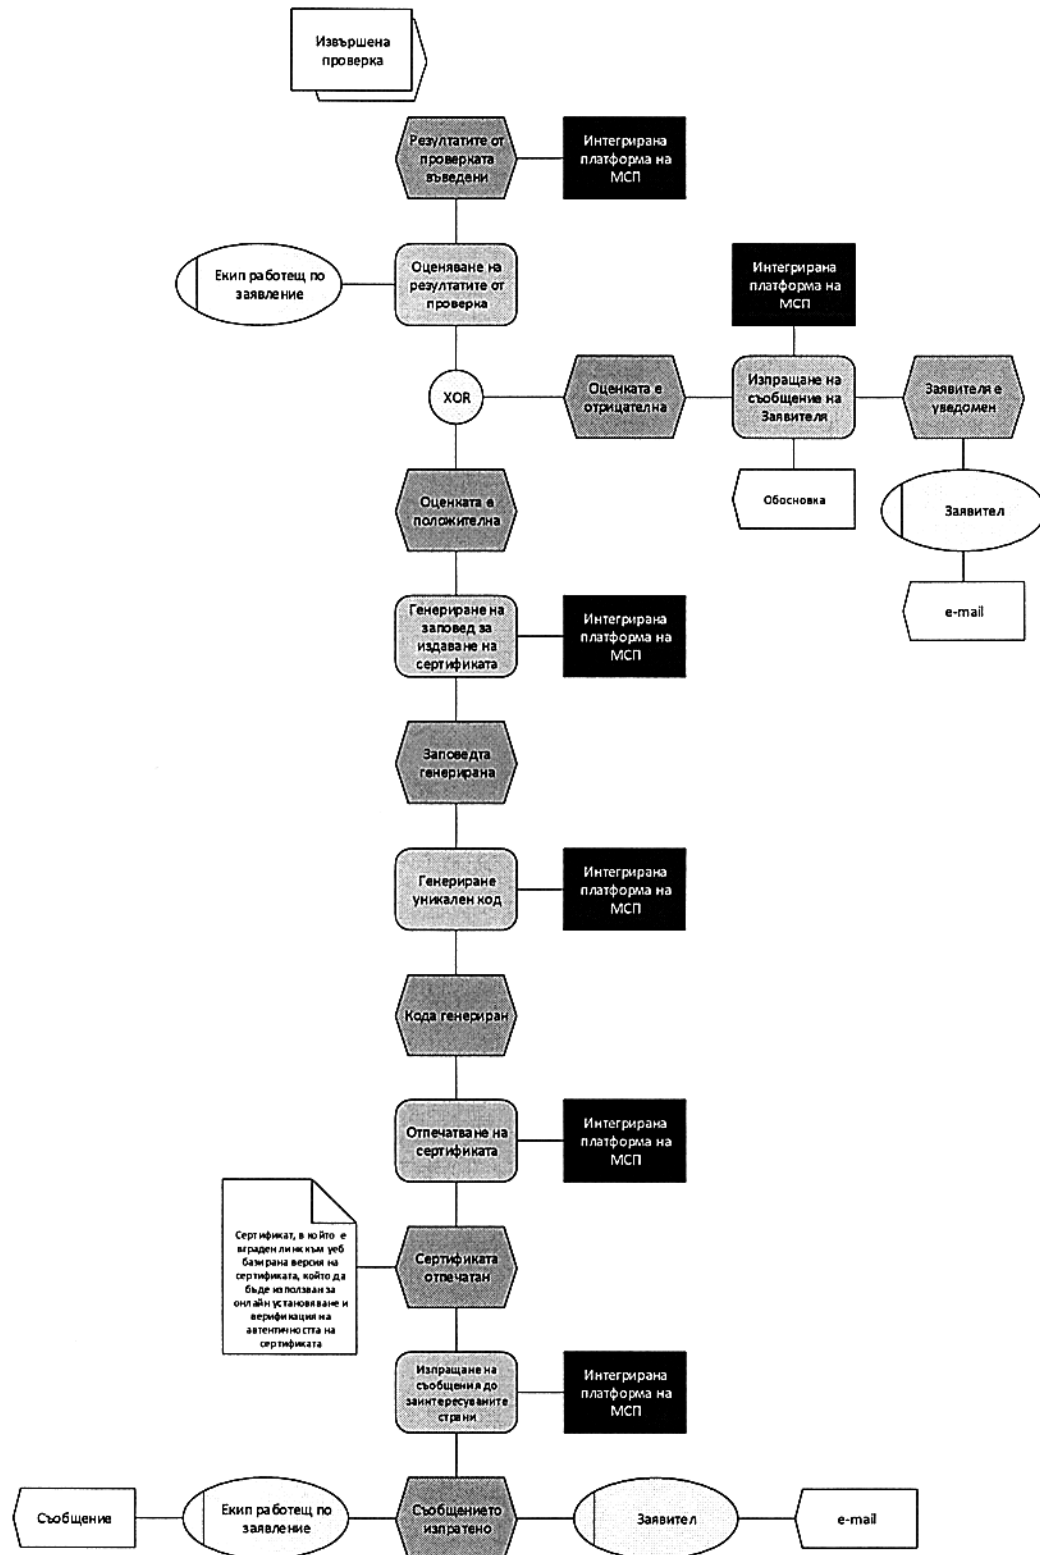 Извършена
проверка
Резултатите от
проверката
въведени
Интегрирана
платформа на
МСП
Екип работещ по
заявление
Оценяване на
резултатите от
проверка
Интегрирана
платформа на
МСП
XOR
Оценката е
отрицателна
Изпращане на
съобщение на
Заявителя
Заявителя е
уведомен
Оценката е
положителна
Обосновка
Заявител
e-mail
Генериране на
заповед за
издаване на
сертификата
Интегрирана
платформа на
МСП
Заповедта
генерирана
Генериране
уникален код
Интегрирана
платформа на
МСП
Кода генериран
Отпечатване на
сертификата
Интегрирана
платформа на
МСП
Сертификат, в който е
вграден линк към уеб
базирана версия на
сертификата, който да
бъде използван за
онлайн установяване и
верификация на
автентичността на
сертификата
Сертификата
отпечатан
Изпращане на
съобщения до
заинтересуваните
страни
Интегрирана
платформа на
МСП
Съобщение
Екип работещ по
заявление
Съобщението
изпратено
Заявител
e-mail